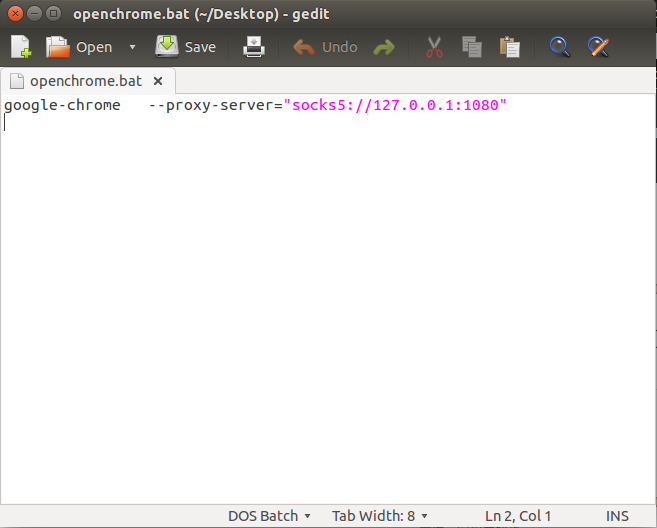 openchrome.bat (~/Desktop) - gedit
Open Save Undo
openchrome.bat
google-chrome   --proxy-server="socks5://127.0.0.1:1080"
DOS Batch Tab Width: 8 Ln 2, Col 1 INS